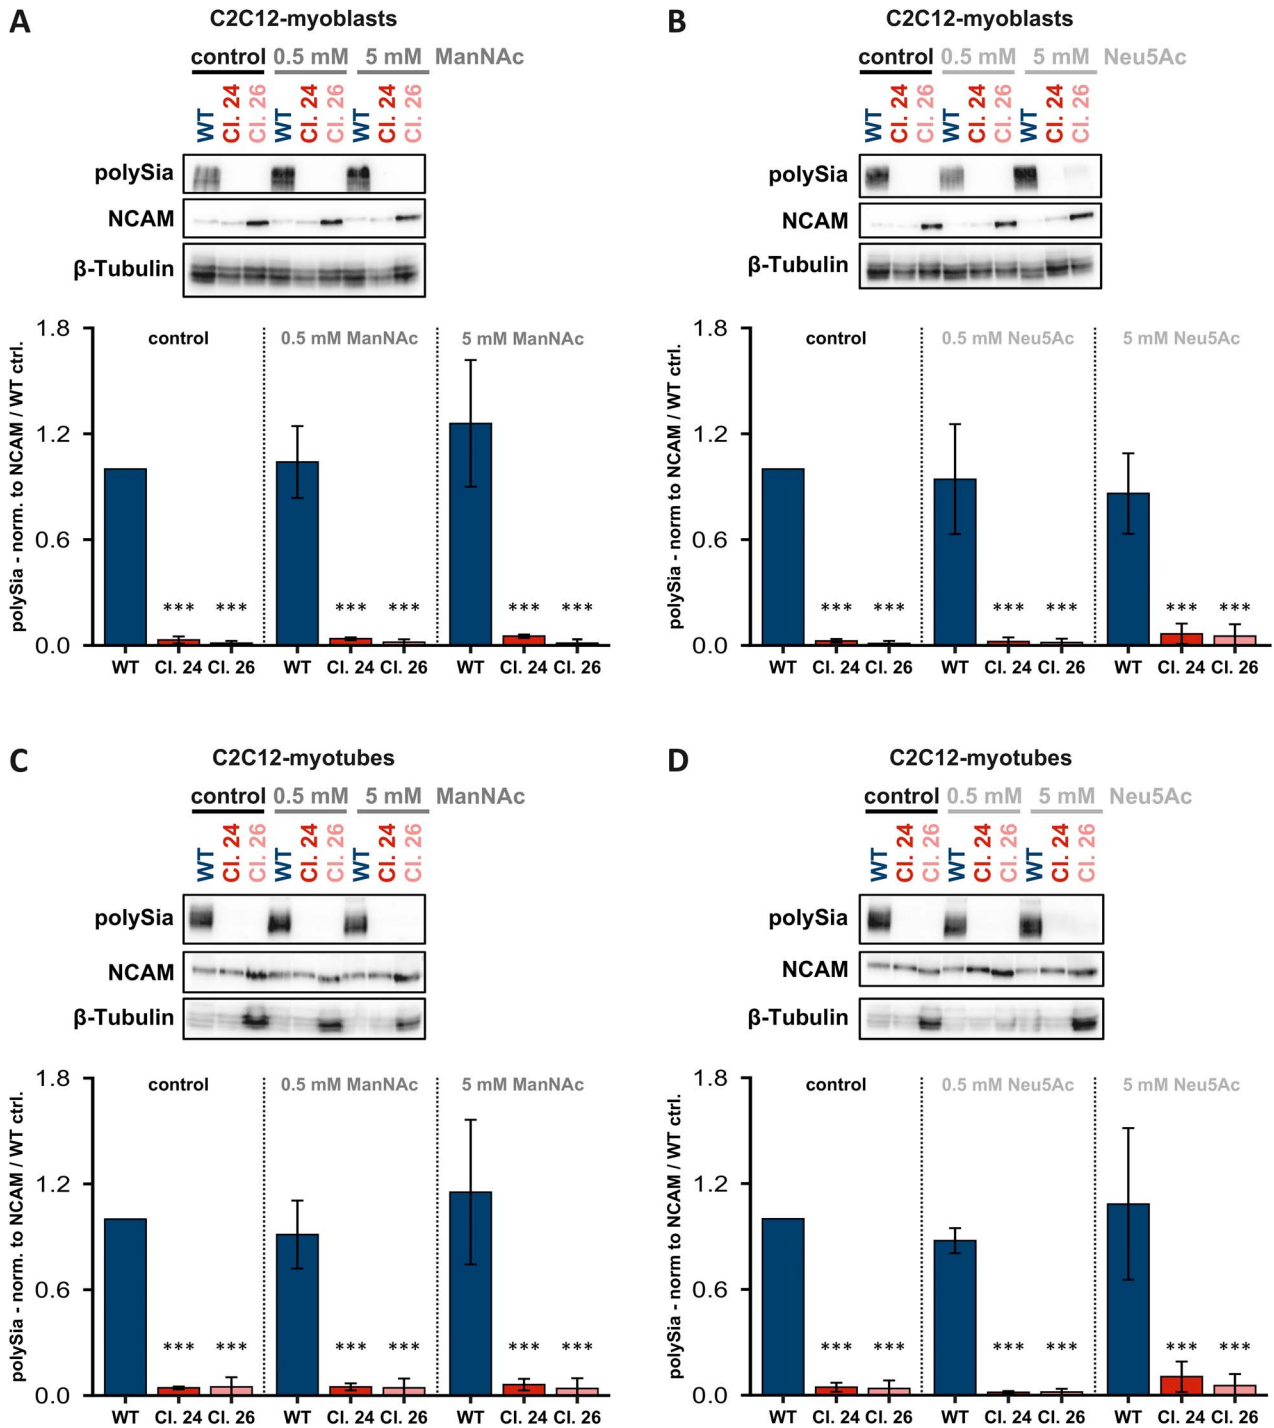 A
C2C12-myoblasts
control 0.5 mM 5 mM ManNAc
WT Cl. 24 Cl. 26 WT Cl. 24 Cl. 26 WT Cl. 24 Cl. 26
polySia
NCAM
β-Tubulin
polySia - norm. to NCAM / WT ctrl.
1.8
1.2
0.6
0.0
control 0.5 mM ManNAc 5 mM ManNAc
*** *** *** *** *** ***
WT Cl. 24 Cl. 26 WT Cl. 24 Cl. 26 WT Cl. 24 Cl. 26
B
C2C12-myoblasts
control 0.5 mM 5 mM Neu5Ac
WT Cl. 24 Cl. 26 WT Cl. 24 Cl. 26 WT Cl. 24 Cl. 26
polySia
NCAM
β-Tubulin
polySia - norm to NCAM / WT ctrl.
1.8
1.2
0.6
0.0
control 0.5 mM Neu5Ac 5 mM Neu5Ac
*** *** *** *** *** ***
WT Cl. 24 Cl. 26 WT Cl. 24 Cl. 26 WT Cl. 24 Cl. 26
C
C2C12-myotubes
control 0.5 mM 5 mM ManNAc
WT Cl. 24 Cl. 26 WT Cl. 24 Cl. 26 WT Cl. 24 Cl. 26
polySia
NCAM
β-Tubulin
polySia - norm. to NCAM / WT ctrl.
1.8
1.2
0.6
0.0
control 0.5 mM ManNAc 5 mM ManNAc
*** *** *** *** *** ***
WT Cl. 24 Cl. 26 WT Cl. 24 Cl. 26 WT Cl. 24 Cl. 26
D
C2C12-myotubes
control 0.5 mM 5 mM Neu5Ac
WT Cl. 24 Cl. 26 WT Cl. 24 Cl. 26 WT Cl. 24 Cl. 26
polySia
NCAM
β-Tubulin
polySia - norm to NCAM / WT ctrl.
1.8
1.2
0.6
0.0
control 0.5 mM Neu5Ac 5 mM Neu5Ac
*** *** *** *** *** ***
WT Cl. 24 Cl. 26 WT Cl. 24 Cl. 26 WT Cl. 24 Cl. 26